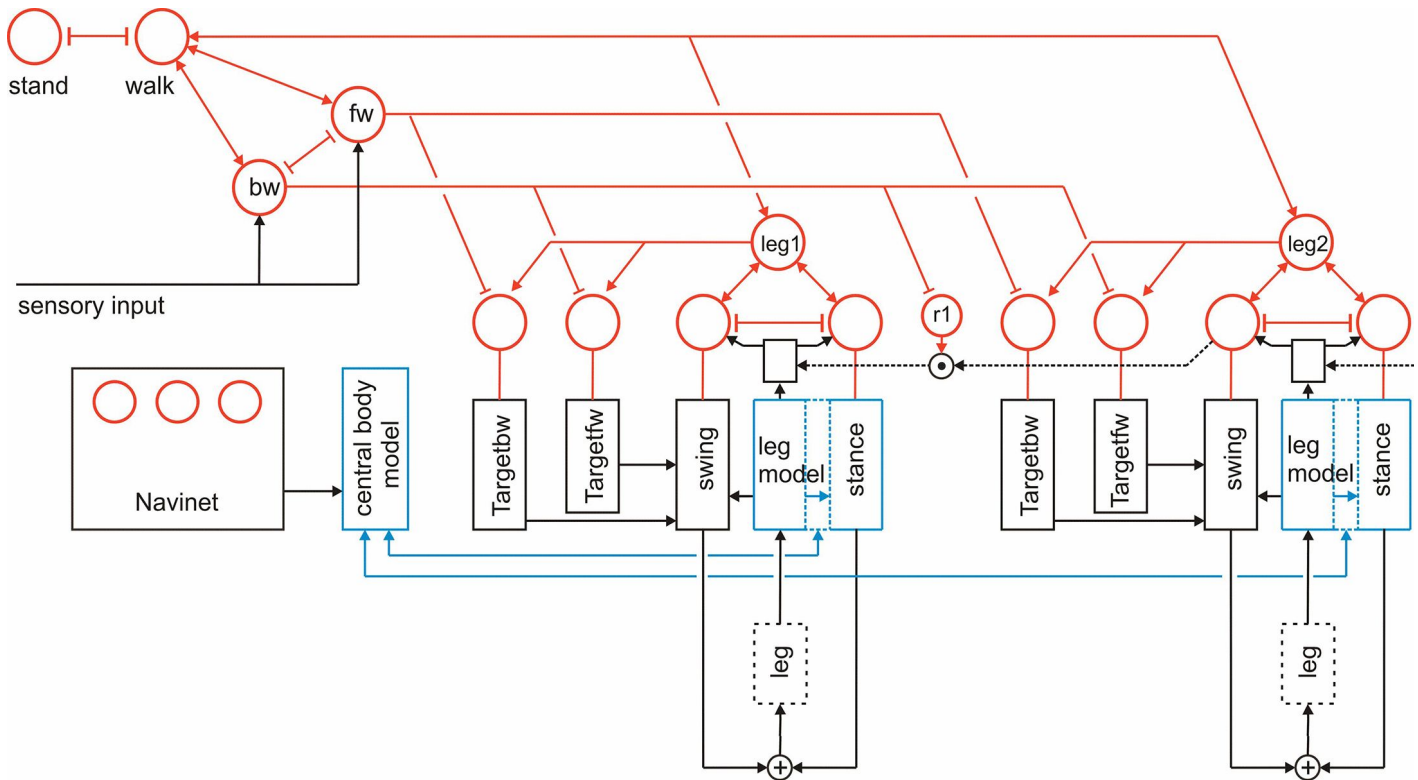 stand
walk
fw
bw
leg1
leg2
sensory input
r1
Navinet
central body
model
Targetbw
Targetfw
swing
leg
model
stance
Targetbw
Targetfw
swing
leg
model
stance
leg
leg
+
+